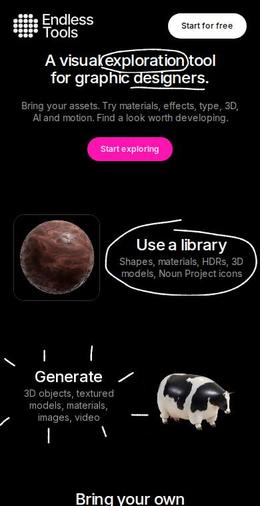 Endless
Tools
Start for free
A visual exploration tool
for graphic designers.
Bring your assets. Try materials, effects, type, 3D,
AI and motion. Find a look worth developing.
Start exploring
Use a library
Shapes, materials, HDRs, 3D
models, Noun Project icons
Generate
3D objects, textured
models, materials,
images, video
Bring your own